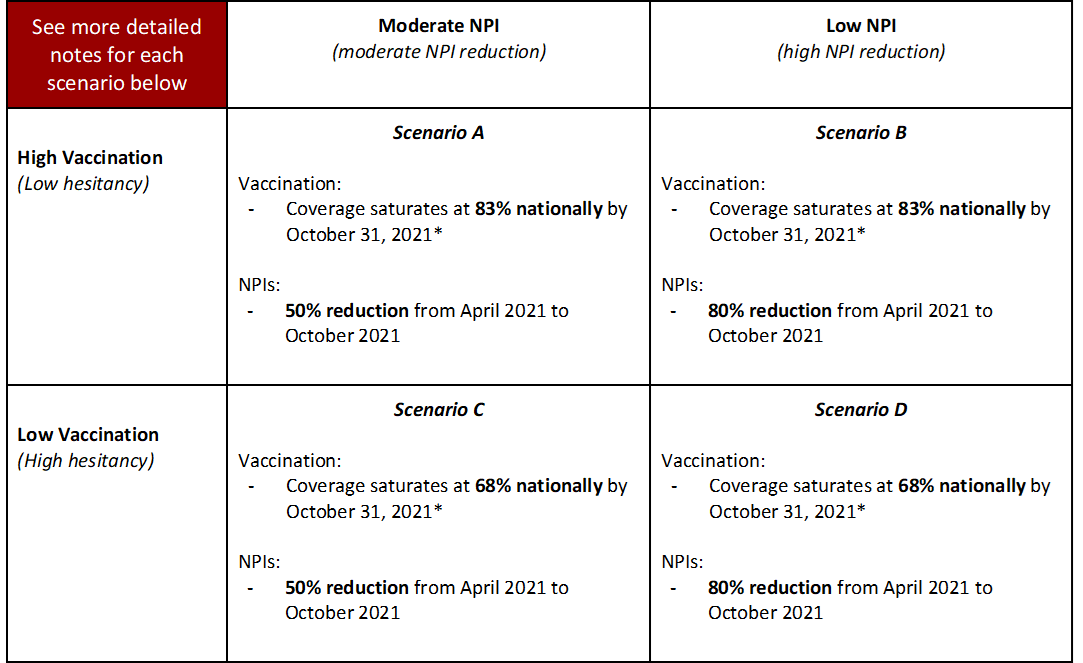 See more detailed
notes for each
scenario below
Moderate NPI
(moderate NPI reduction)
Low NPI
(high NPI reduction)
High Vaccination
(Low hesitancy)
Scenario A
Vaccination:
- Coverage saturates at 83% nationally by
October 31, 2021*
NPIs:
- 50% reduction from April 2021 to
October 2021
Scenario B
Vaccination:
- Coverage saturates at 83% nationally by
October 31, 2021*
NPIs:
- 80% reduction from April 2021 to
October 2021
Low Vaccination
(High hesitancy)
Scenario C
Vaccination:
- Coverage saturates at 68% nationally by
October 31, 2021*
NPIs:
- 50% reduction from April 2021 to
October 2021
Scenario D
Vaccination:
- Coverage saturates at 68% nationally by
October 31, 2021*
NPIs:
- 80% reduction from April 2021 to
October 2021